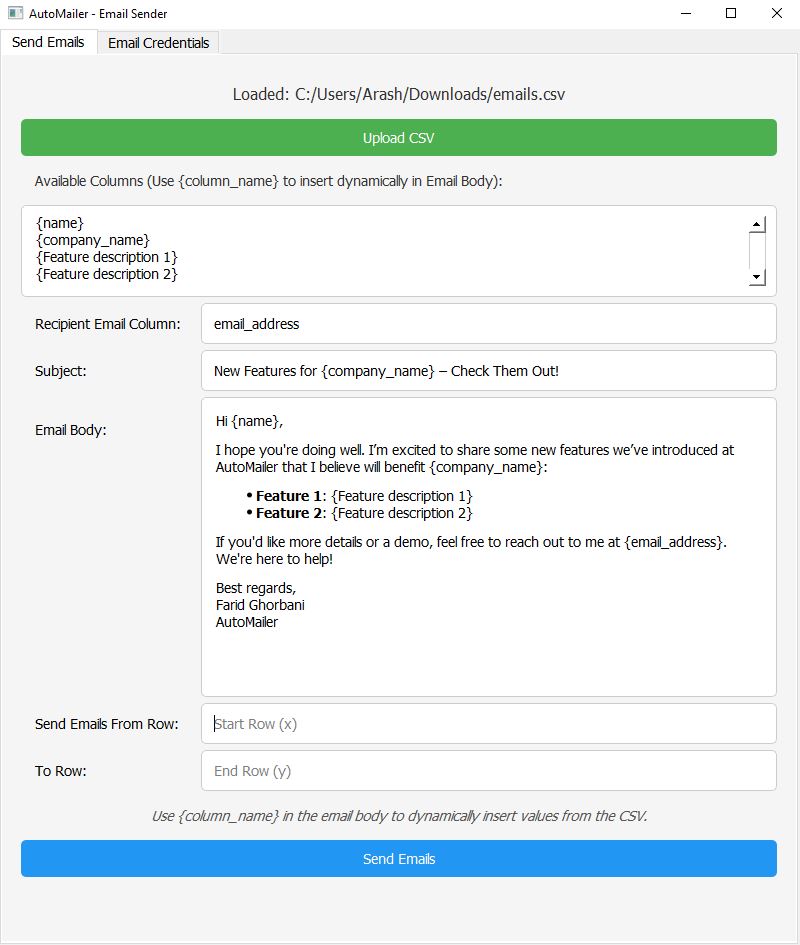 AutoMailer - Email Sender
Send Emails
Email Credentials
Loaded: C:/Users/Arash/Downloads/emails.csv
Upload CSV
Available Columns (Use {column_name} to insert dynamically in Email Body):
{name}
{company_name}
{Feature description 1}
{Feature description 2}
Recipient Email Column:
email_address
Subject:
New Features for {company_name} – Check Them Out!
Email Body:
Hi {name},
I hope you're doing well. I’m excited to share some new features we’ve introduced at
AutoMailer that I believe will benefit {company_name}:
• Feature 1: {Feature description 1}
• Feature 2: {Feature description 2}
If you'd like more details or a demo, feel free to reach out to me at {email_address}.
We're here to help!
Best regards,
Farid Ghorbani
AutoMailer
Send Emails From Row:
Start Row (x)
To Row:
End Row (y)
Use {column_name} in the email body to dynamically insert values from the CSV.
Send Emails